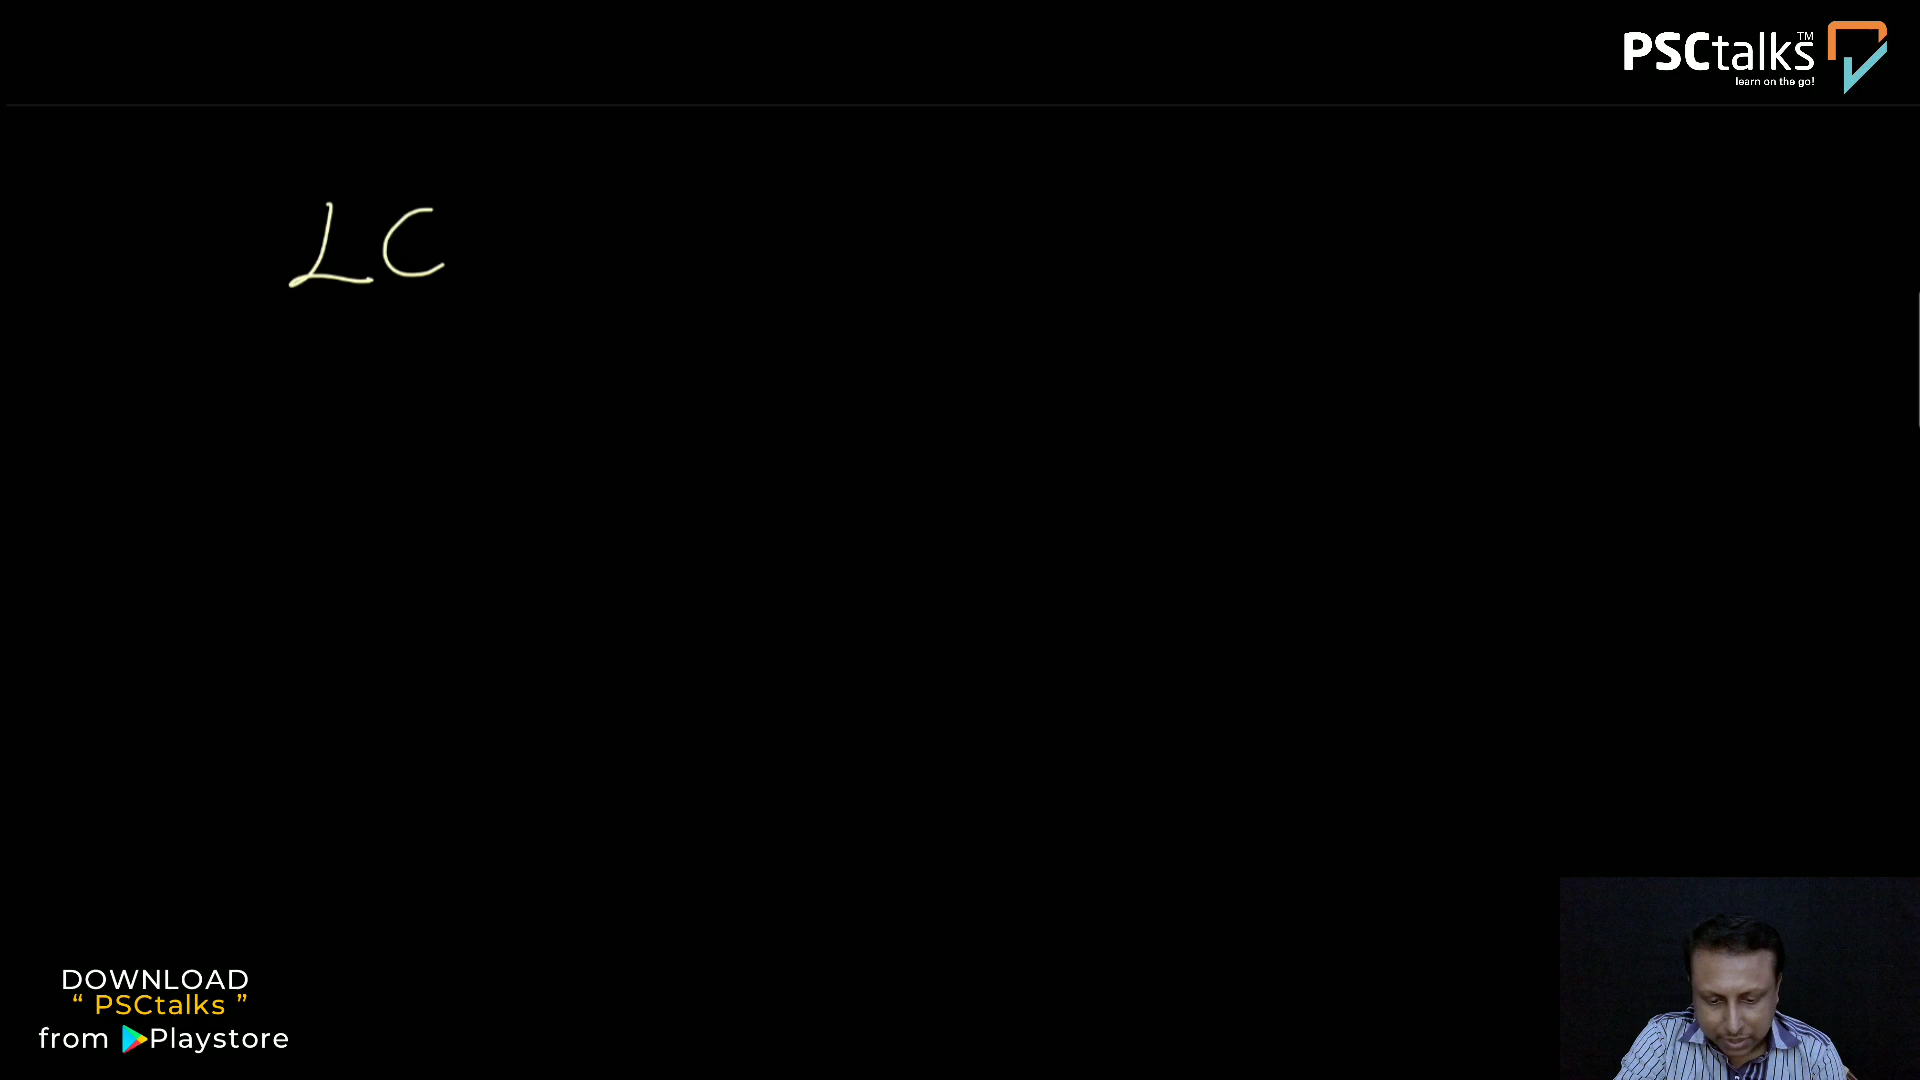 PSCtalks™
learn on the go!
LC
DOWNLOAD
“ PSCtalks ”
from Playstore